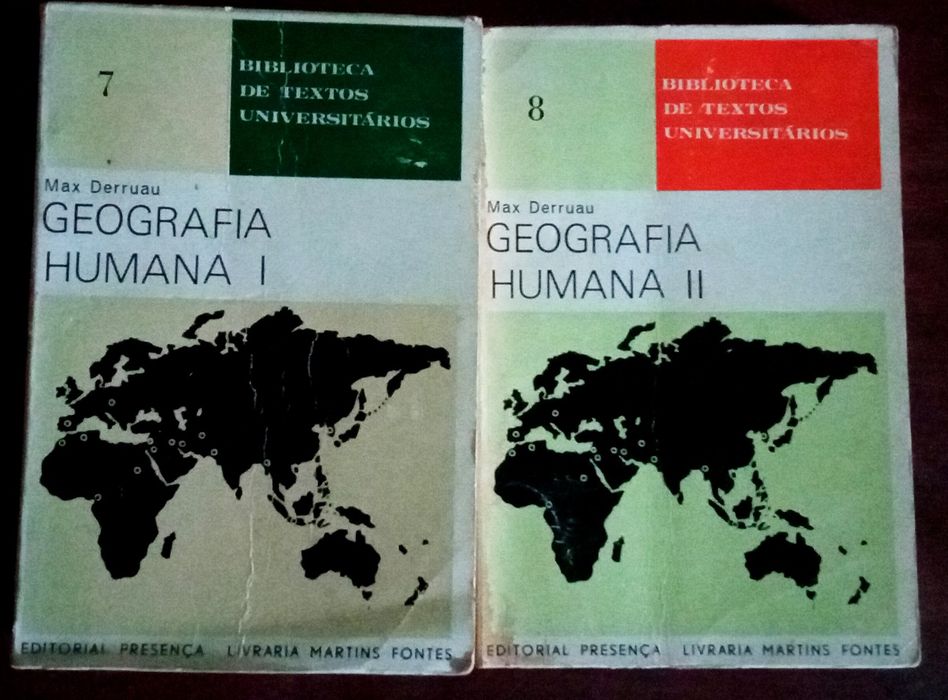 7
BIBLIOTECA
DE TEXTOS
UNIVERSITÁRIOS
Max Derruau
GEOGRAFIA
HUMANA I
EDITORIAL PRESENÇA LIVRARIA MARTINS FONTES
8
BIBLIOTECA
DE TEXTOS
UNIVERSITÁRIOS
Max Derruau
GEOGRAFIA
HUMANA II
EDITORIAL PRESENÇA LIVRARIA MARTINS FONTES